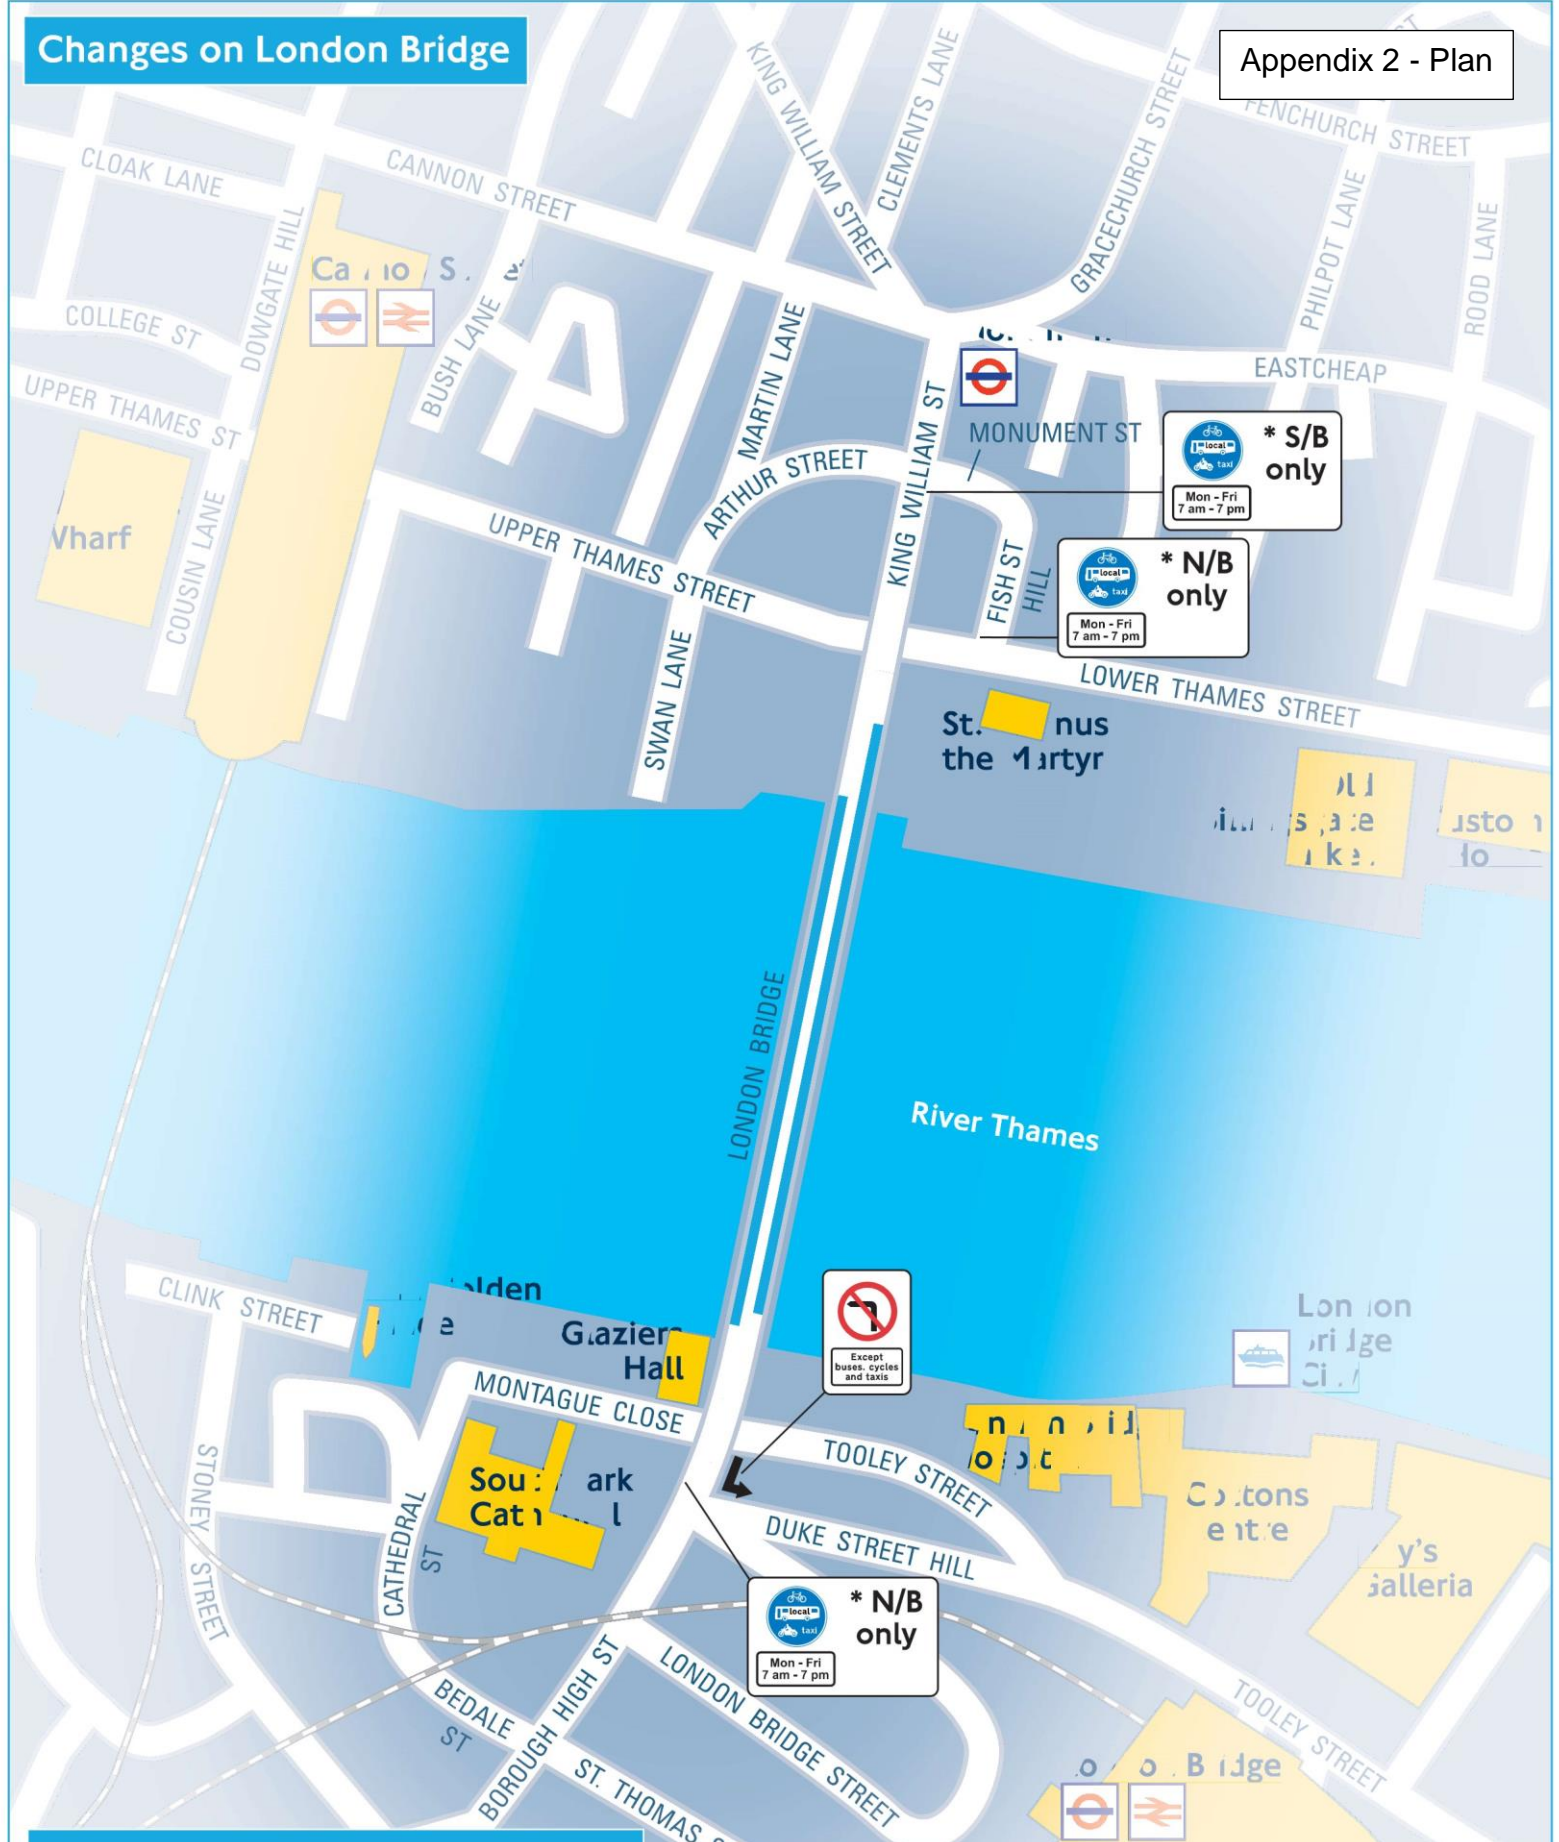 Changes on London Bridge
Appendix 2 - Plan
KING WILLIAM STREET
CLEMENTS LANE
GRACECHURCH STREET
FENCHURCH STREET
CLOAK LANE
CANNON STREET
PHILPOT LANE
ROOD LANE
DOWGATE HILL
COLLEGE ST
BUSH LANE
MARTIN LANE
EASTCHEAP
UPPER THAMES ST
KING WILLIAM ST
MONUMENT ST
local
taxi
* S/B
only
Mon - Fri
7 am - 7 pm
ARTHUR STREET
COUSIN LANE
UPPER THAMES STREET
FISH ST
HILL
local
taxi
* N/B
only
Mon - Fri
7 am - 7 pm
SWAN LANE
LOWER THAMES STREET
St.
the
LONDON BRIDGE
River Thames
CLINK STREET
Hall
Except
buses. cycles
and taxis
MONTAGUE CLOSE
TOOLEY STREET
STONEY STREET
CATHEDRAL
ST
DUKE STREET HILL
local
taxi
* N/B
only
Mon - Fri
7 am - 7 pm
BEDALE
ST
BOROUGH HIGH ST
LONDON BRIDGE STREET
TOOLEY STREET
ST. THOMAS